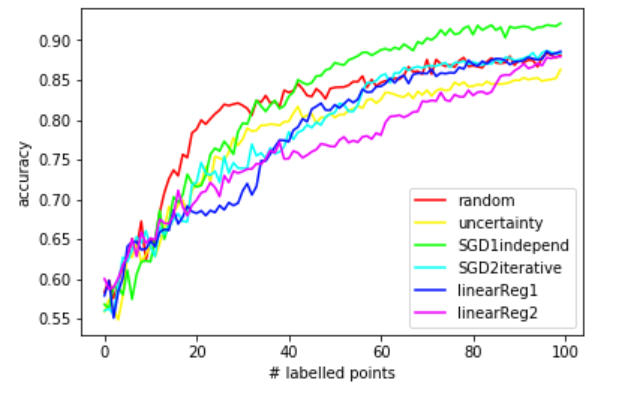 0.90
0.85
0.80
0.75
0.70
0.65
0.60
0.55
accuracy
random
uncertainty
SGD1independ
SGD2iterative
linearReg1
linearReg2
0 20 40 60 80 100
# labelled points